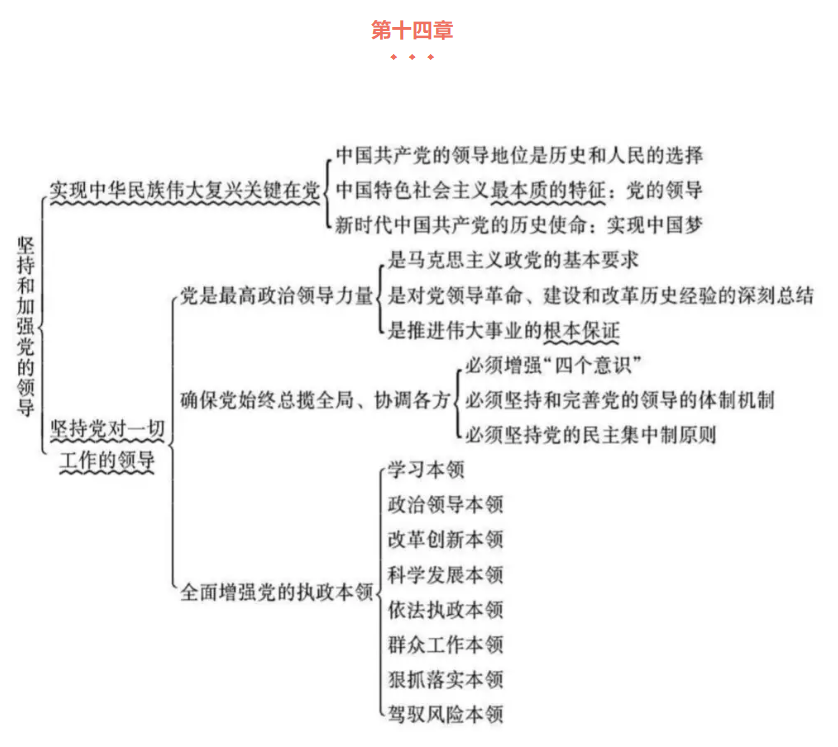 第十四章
坚持和加强党的领导
实现中华民族伟大复兴关键在党
中国共产党的领导地位是历史和人民的选择
中国特色社会主义最本质的特征：党的领导
新时代中国共产党的历史使命：实现中国梦
坚持党对一切
工作的领导
党是最高政治领导力量
是马克思主义政党的基本要求
是对党领导革命、建设和改革历史经验的深刻总结
是推进伟大事业的根本保证
确保党始终总揽全局、协调各方
必须增强“四个意识”
必须坚持和完善党的领导的体制机制
必须坚持党的民主集中制原则
全面增强党的执政本领
学习本领
政治领导本领
改革创新本领
科学发展本领
依法执政本领
群众工作本领
狠抓落实本领
驾驭风险本领